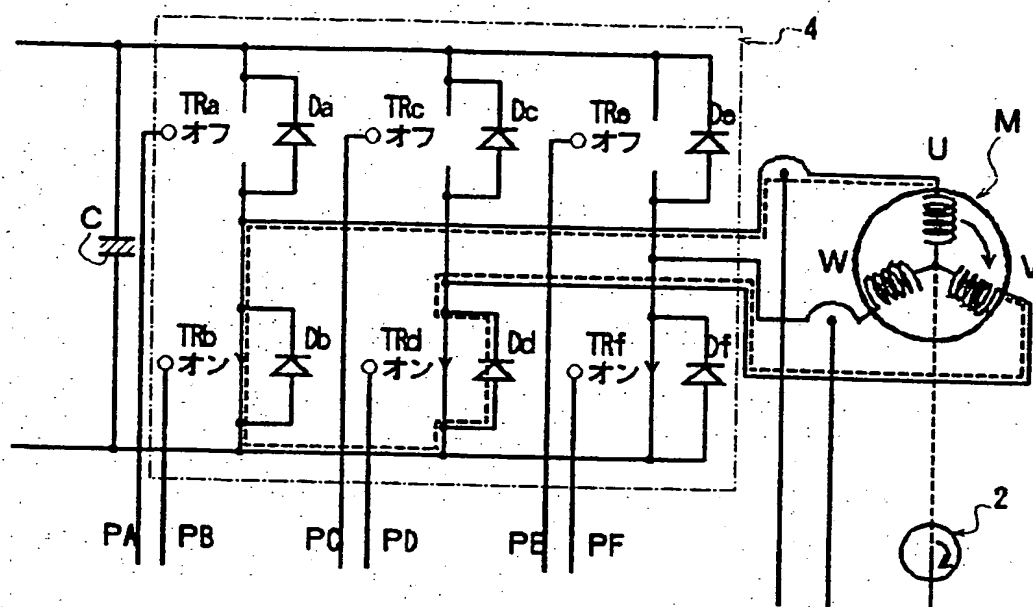 4
TRa Da TRc Dc TRe De
オフ オフ オフ
M
U
C
W V
TRb Db TRd Dd TRf Df
オン オン オン
PA PB PC PD PE PF
2